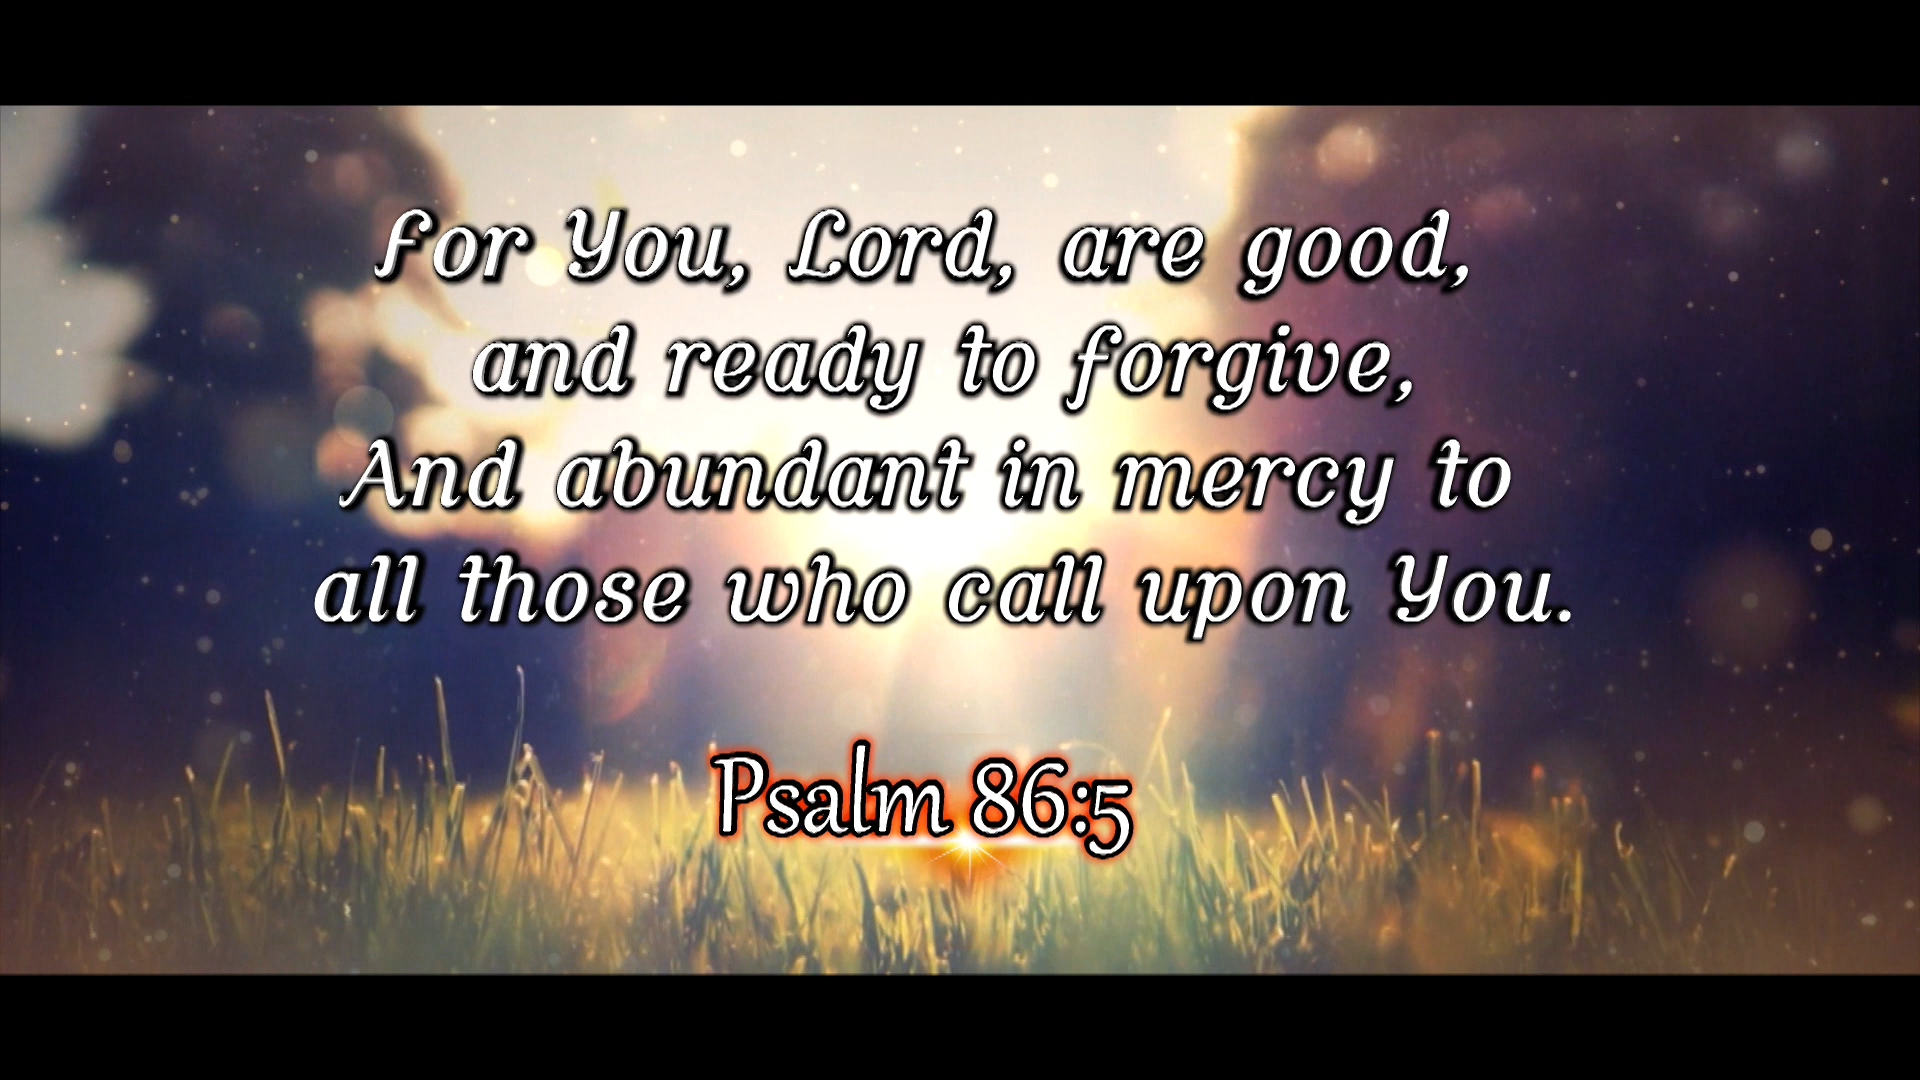 For You, Lord, are good,
and ready to forgive,
And abundant in mercy to
all those who call upon You.
Psalm 86:5